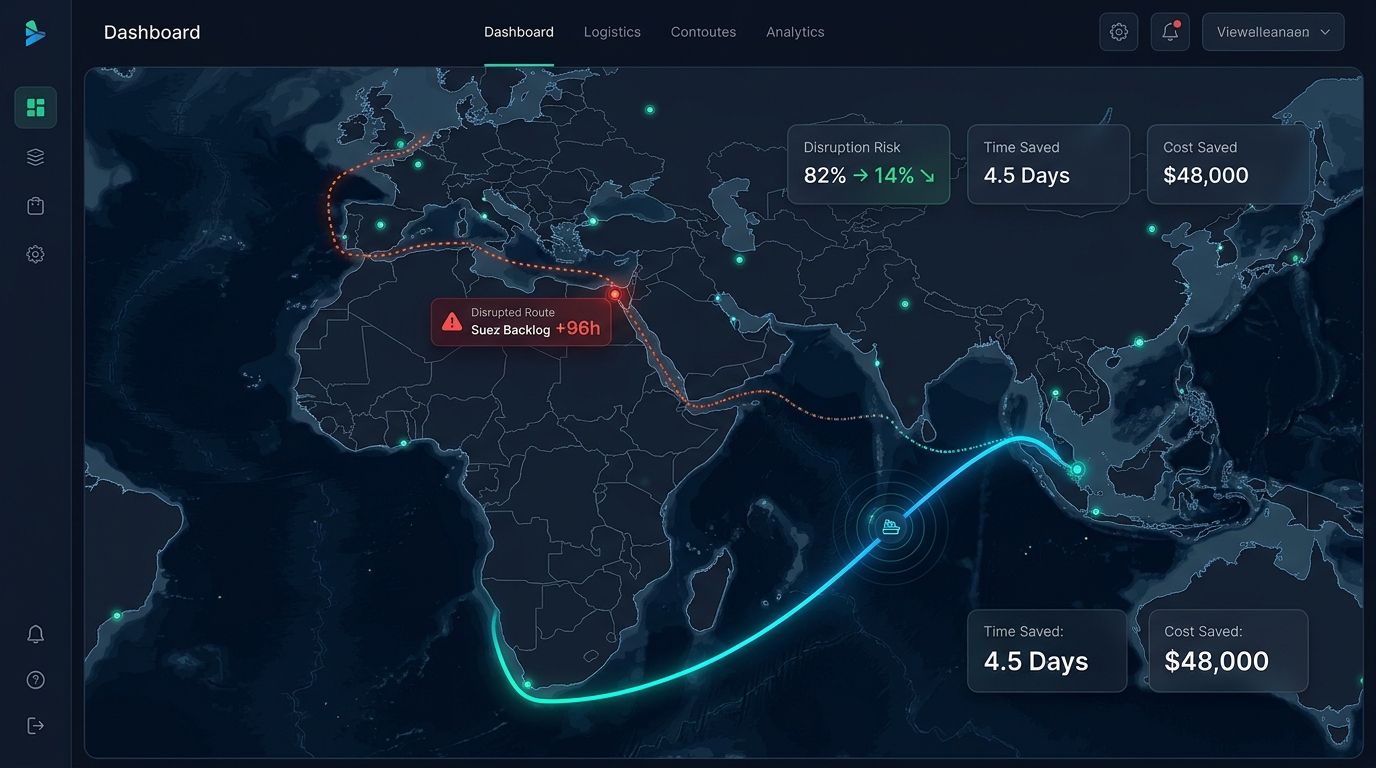 Dashboard
Dashboard Logistics Contoutes Analytics
Viewelleanaen
Disruption Risk
82% → 14% ↘
Time Saved
4.5 Days
Cost Saved
$48,000
Disrupted Route
Suez Backlog +96h
Time Saved:
4.5 Days
Cost Saved:
$48,000